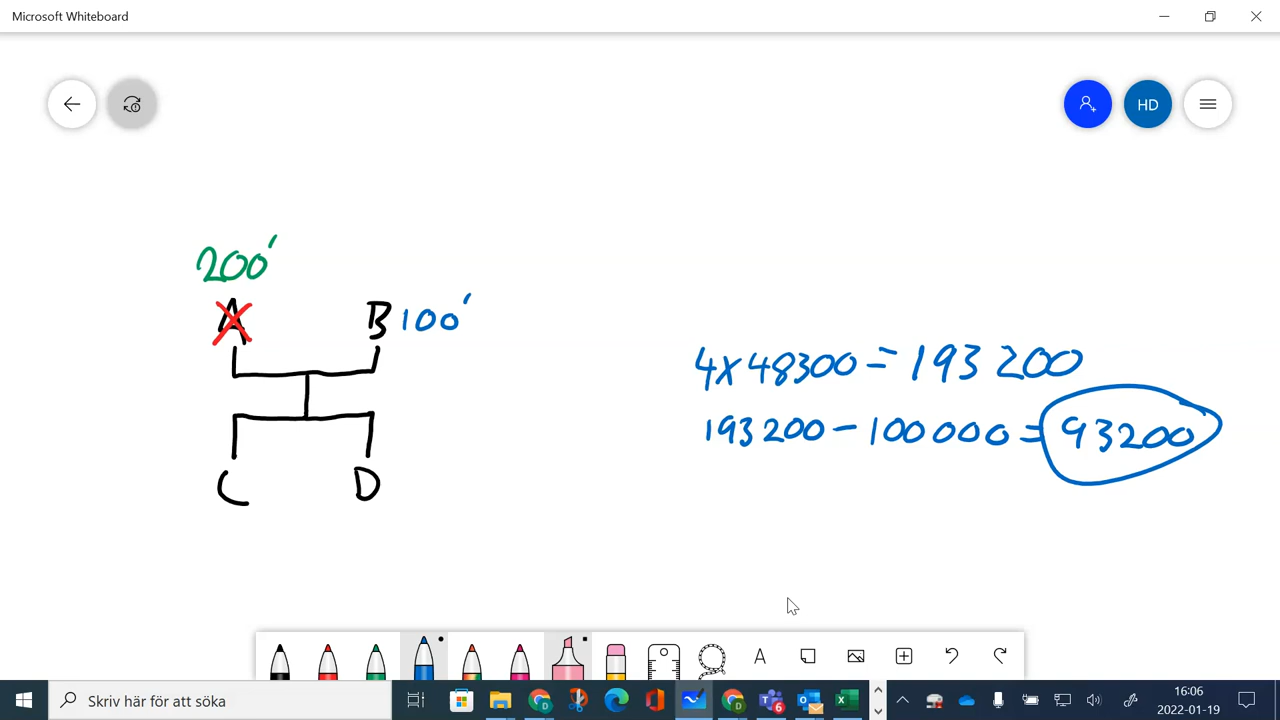 Microsoft Whiteboard
HD
200'
A
B 100'
C D
4x48300=193 200
193 200-100 000=93200
A
Skriv här för att söka
6
16:06
2022-01-19